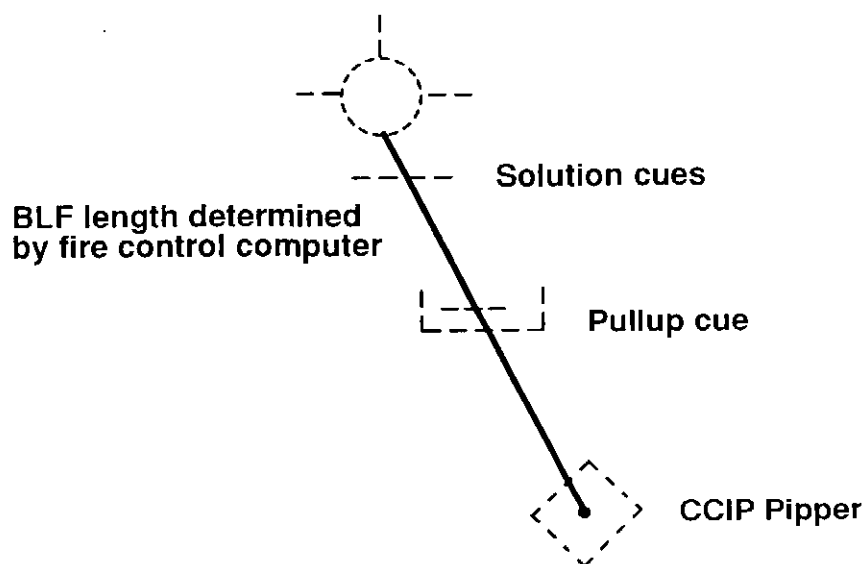 Solution cues
BLF length determined
by fire control computer
Pullup cue
CCIP Pipper